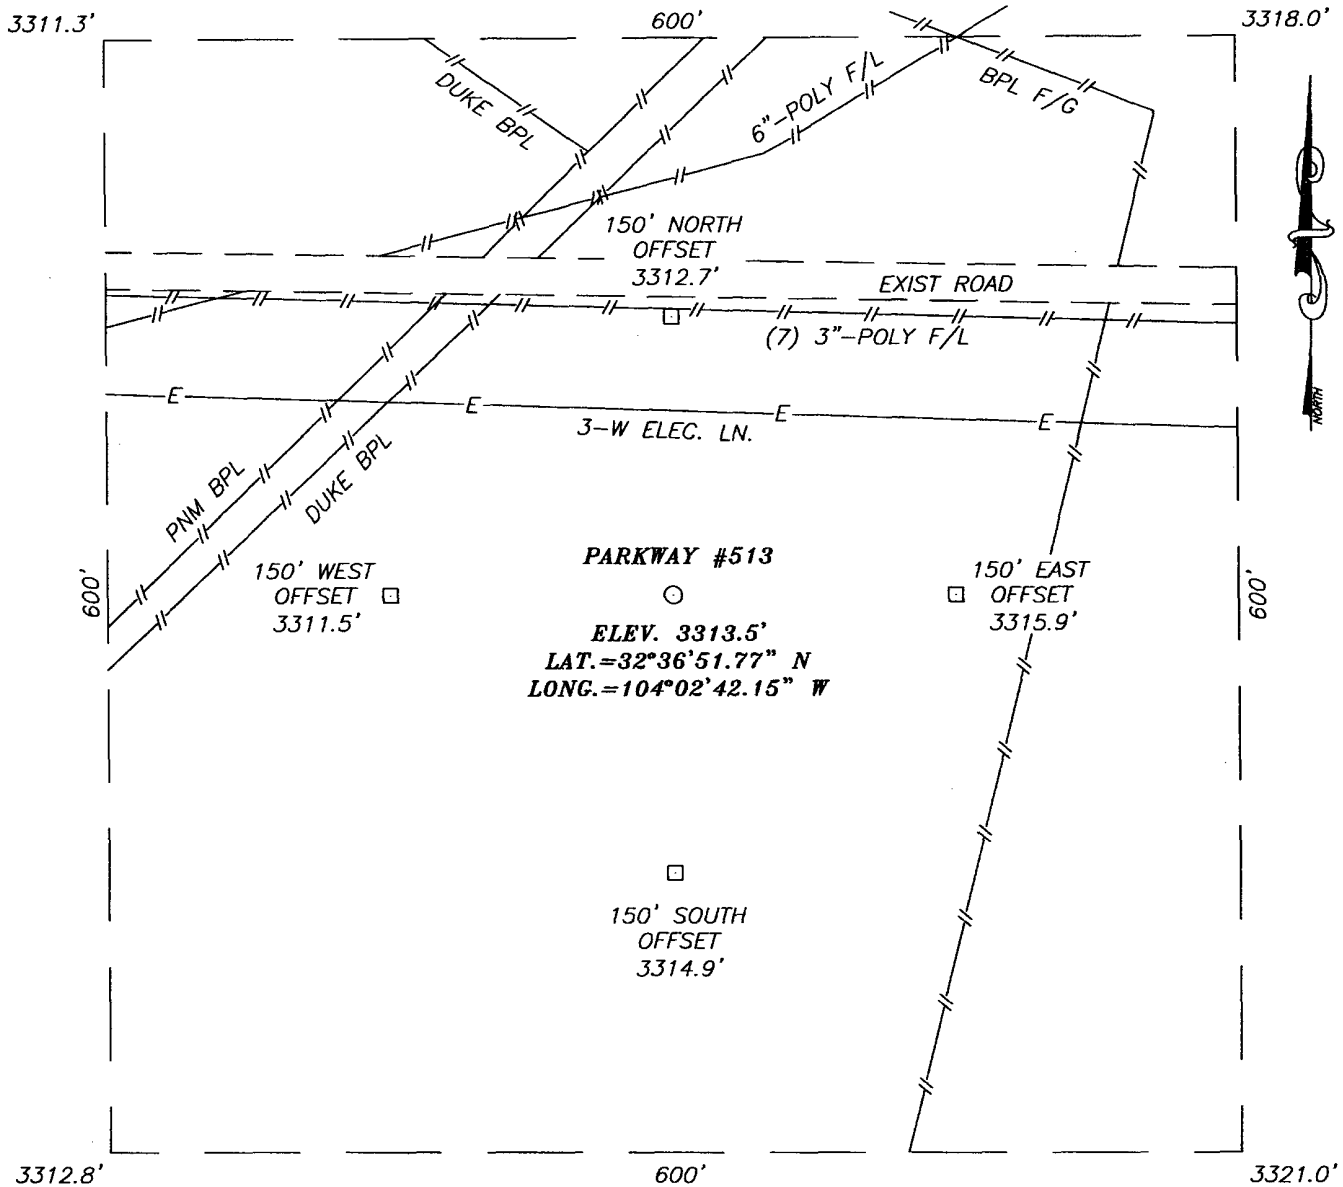 3311.3'
600'
3318.0'
DUKE BPL
6"-POLY F/L
BPL F/G
150' NORTH
OFFSET
3312.7'
EXIST ROAD
(7) 3"-POLY F/L
NORTH
E
E
E
E
3-W ELEC. LN.
PNM BPL
DUKE BPL
600'
150' WEST
OFFSET
3311.5'
PARKWAY #513
ELEV. 3313.5'
LAT.=32°36'51.77" N
LONG.=104°02'42.15" W
150' EAST
OFFSET
3315.9'
600'
150' SOUTH
OFFSET
3314.9'
3312.8'
600'
3321.0'